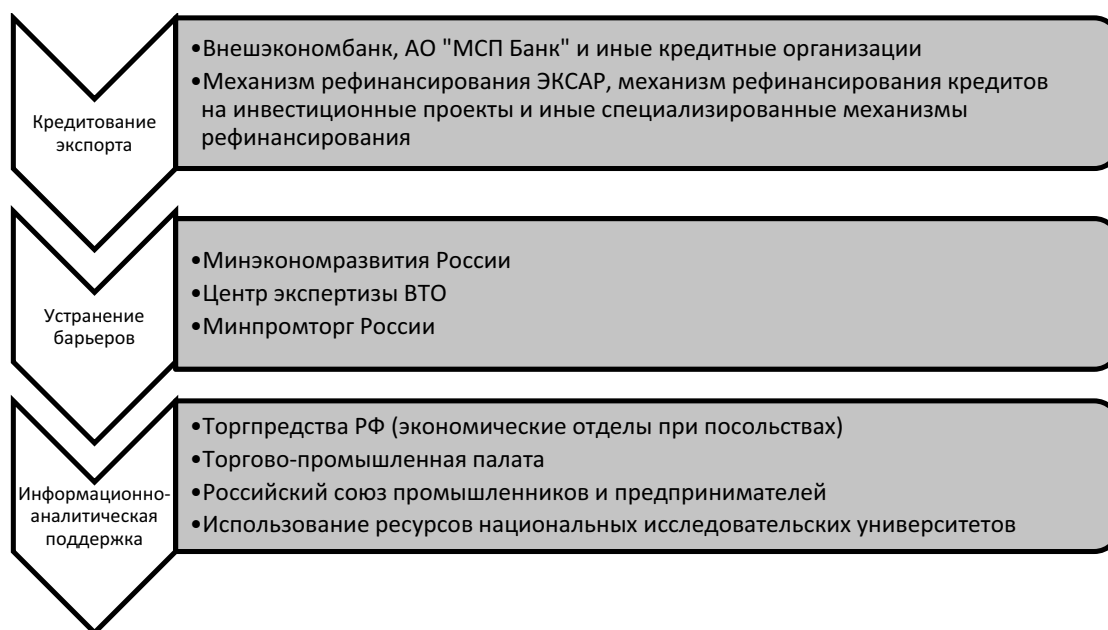 Кредитование
экспорта
•Внешэкономбанк, АО "МСП Банк" и иные кредитные организации
•Механизм рефинансирования ЭКСАР, механизм рефинансирования кредитов
на инвестиционные проекты и иные специализированные механизмы
рефинансирования
Устранение
барьеров
•Минэкономразвития России
•Центр экспертизы ВТО
•Минпромторг России
Информационно-
аналитическая
поддержка
•Торгпредства РФ (экономические отделы при посольствах)
•Торгово-промышленная палата
•Российский союз промышленников и предпринимателей
•Использование ресурсов национальных исследовательских университетов